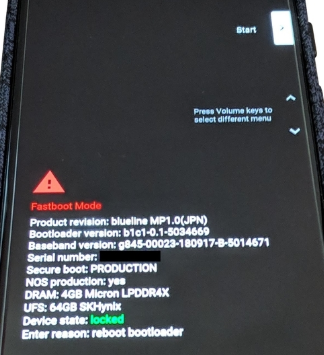 Start
Press Volume keys to
select different menu
Fastboot Mode
Product revision: blueline MP1.0(JPN)
Bootloader version: b1c1-0.1-5034669
Baseband version: g845-00023-180917-B-5014671
Serial number:
Secure boot: PRODUCTION
NOS production: yes
DRAM: 4GB Micron LPDDR4X
UFS: 64GB SKHynix
Device state: locked
Enter reason: reboot bootloader